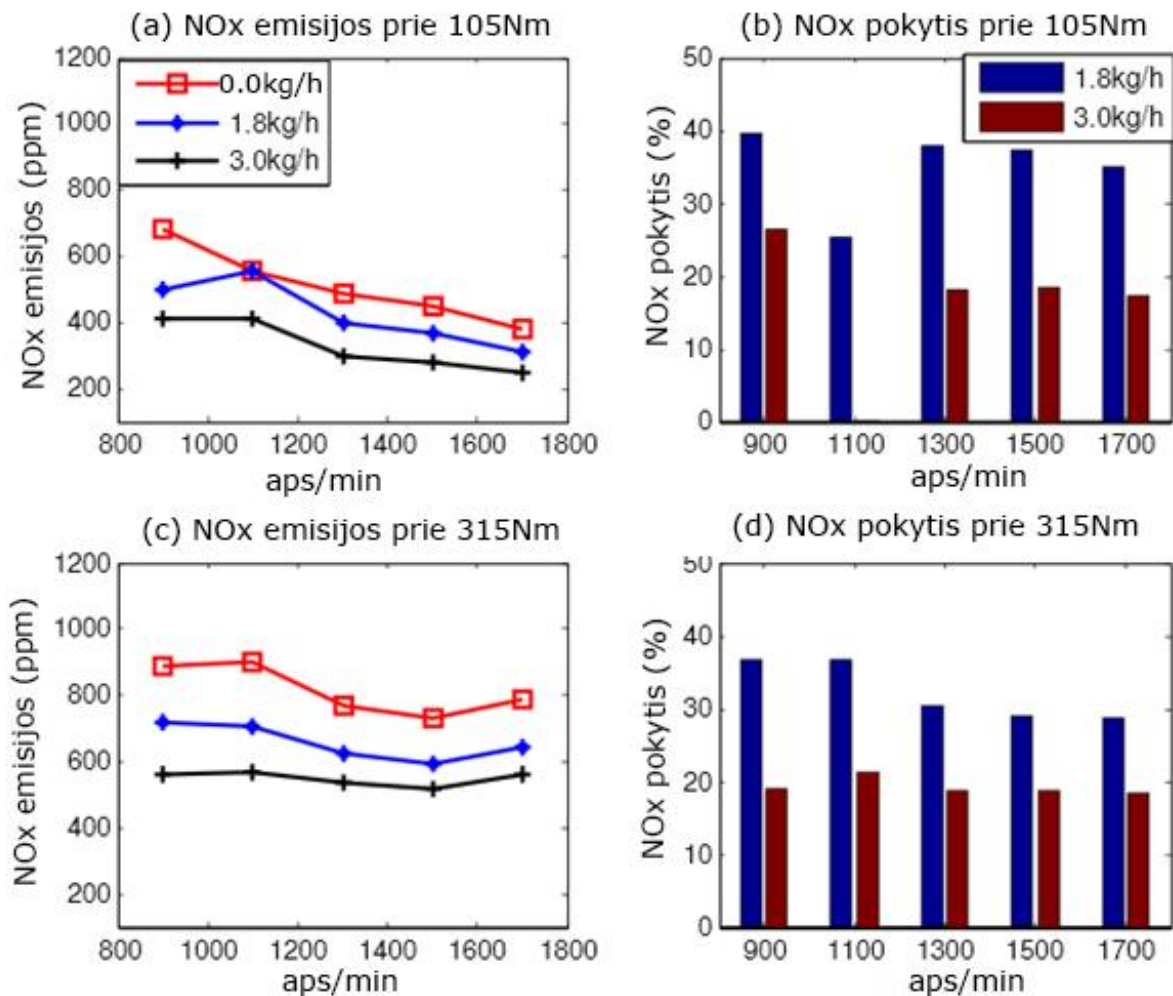 (a) NOx emisijos prie 105Nm
1200
1000
800
600
400
200
NOx emisijos (ppm)
0.0kg/h
1.8kg/h
3.0kg/h
800 1000 1200 1400 1600 1800
aps/min
(b) NOx pokytis prie 105Nm
50
40
30
20
10
0
NOx pokytis (%)
1.8kg/h
3.0kg/h
900 1100 1300 1500 1700
aps/min
(c) NOx emisijos prie 315Nm
1200
1000
800
600
400
200
NOx emisijos (ppm)
800 1000 1200 1400 1600 1800
aps/min
(d) NOx pokytis prie 315Nm
50
40
30
20
10
0
NOx pokytis (%)
900 1100 1300 1500 1700
aps/min